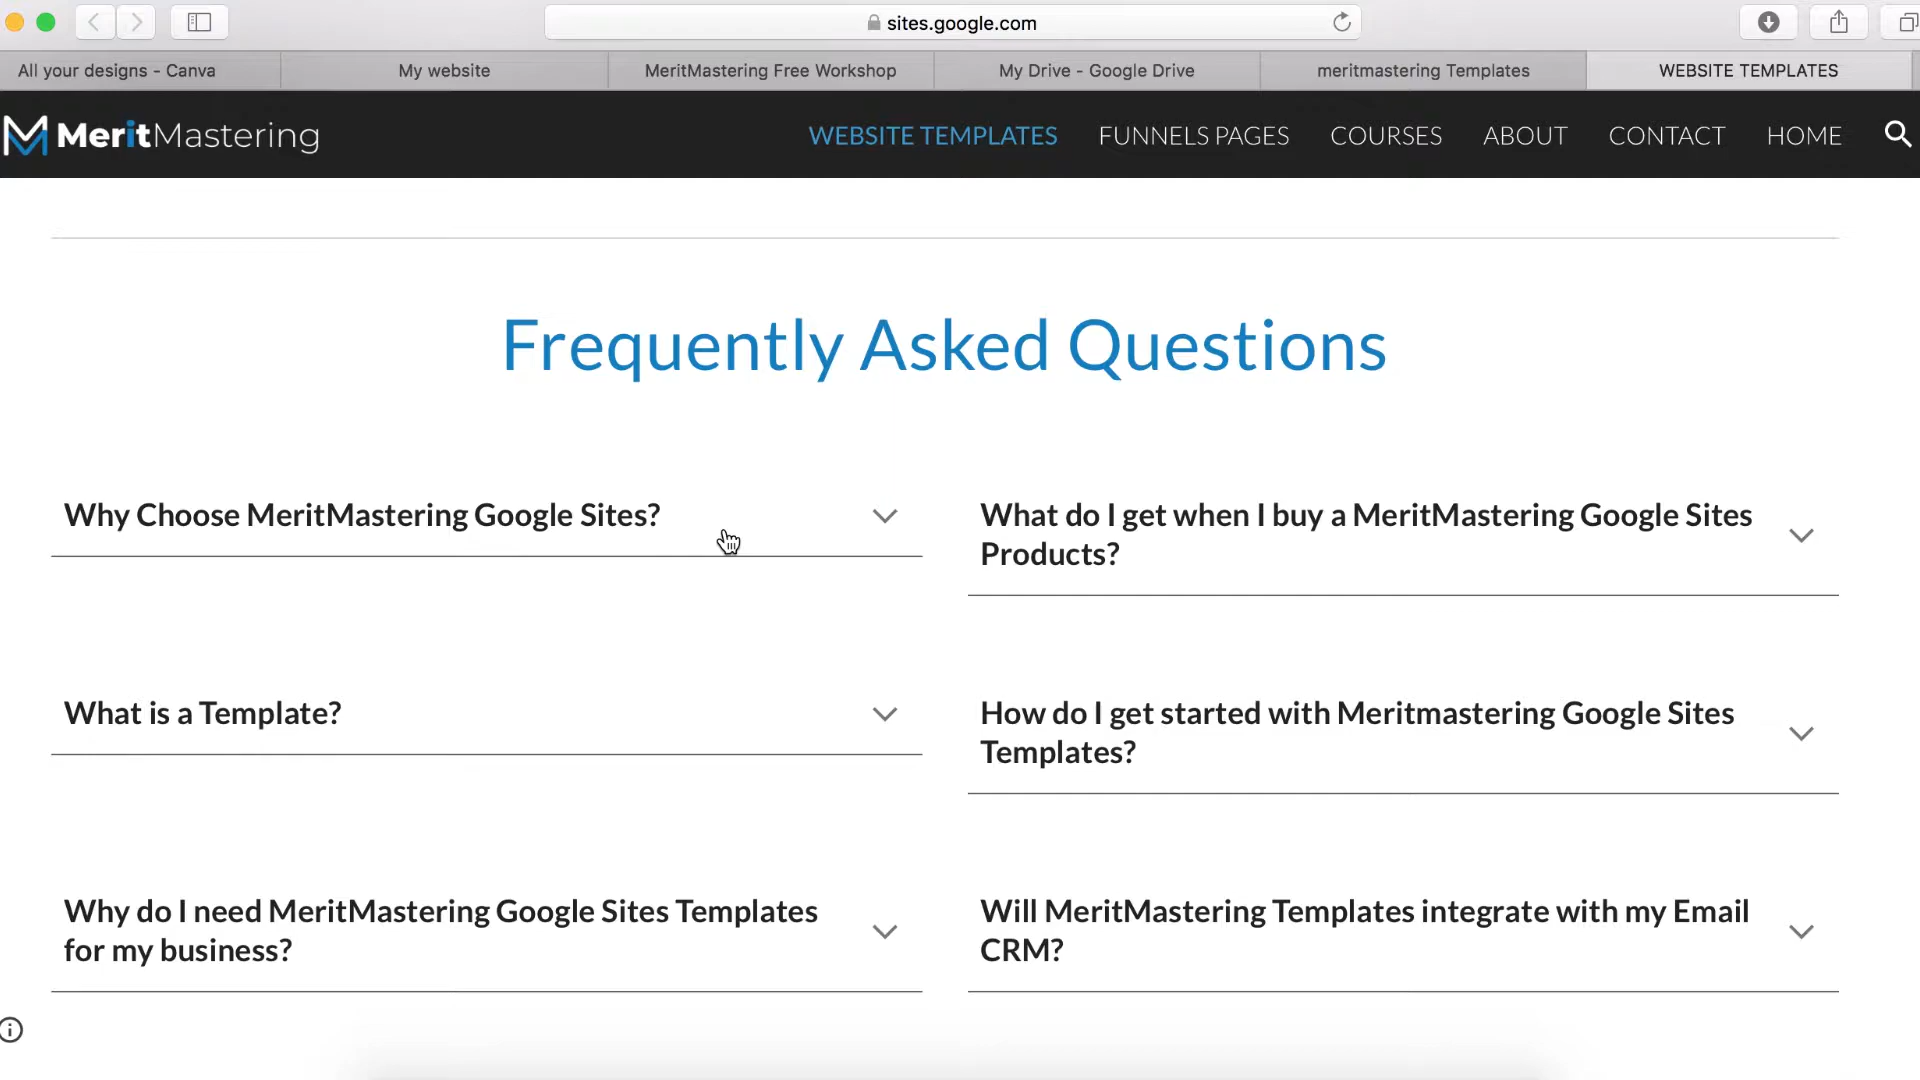 sites.google.com
All your designs - Canva
My website
MeritMastering Free Workshop
My Drive - Google Drive
meritmastering Templates
WEBSITE TEMPLATES
MeritMastering
WEBSITE TEMPLATES
FUNNELS PAGES
COURSES
ABOUT
CONTACT
HOME
Frequently Asked Questions
Why Choose MeritMastering Google Sites?
What do I get when I buy a MeritMastering Google Sites
Products?
What is a Template?
How do I get started with Meritmastering Google Sites
Templates?
Why do I need MeritMastering Google Sites Templates
for my business?
Will MeritMastering Templates integrate with my Email
CRM?